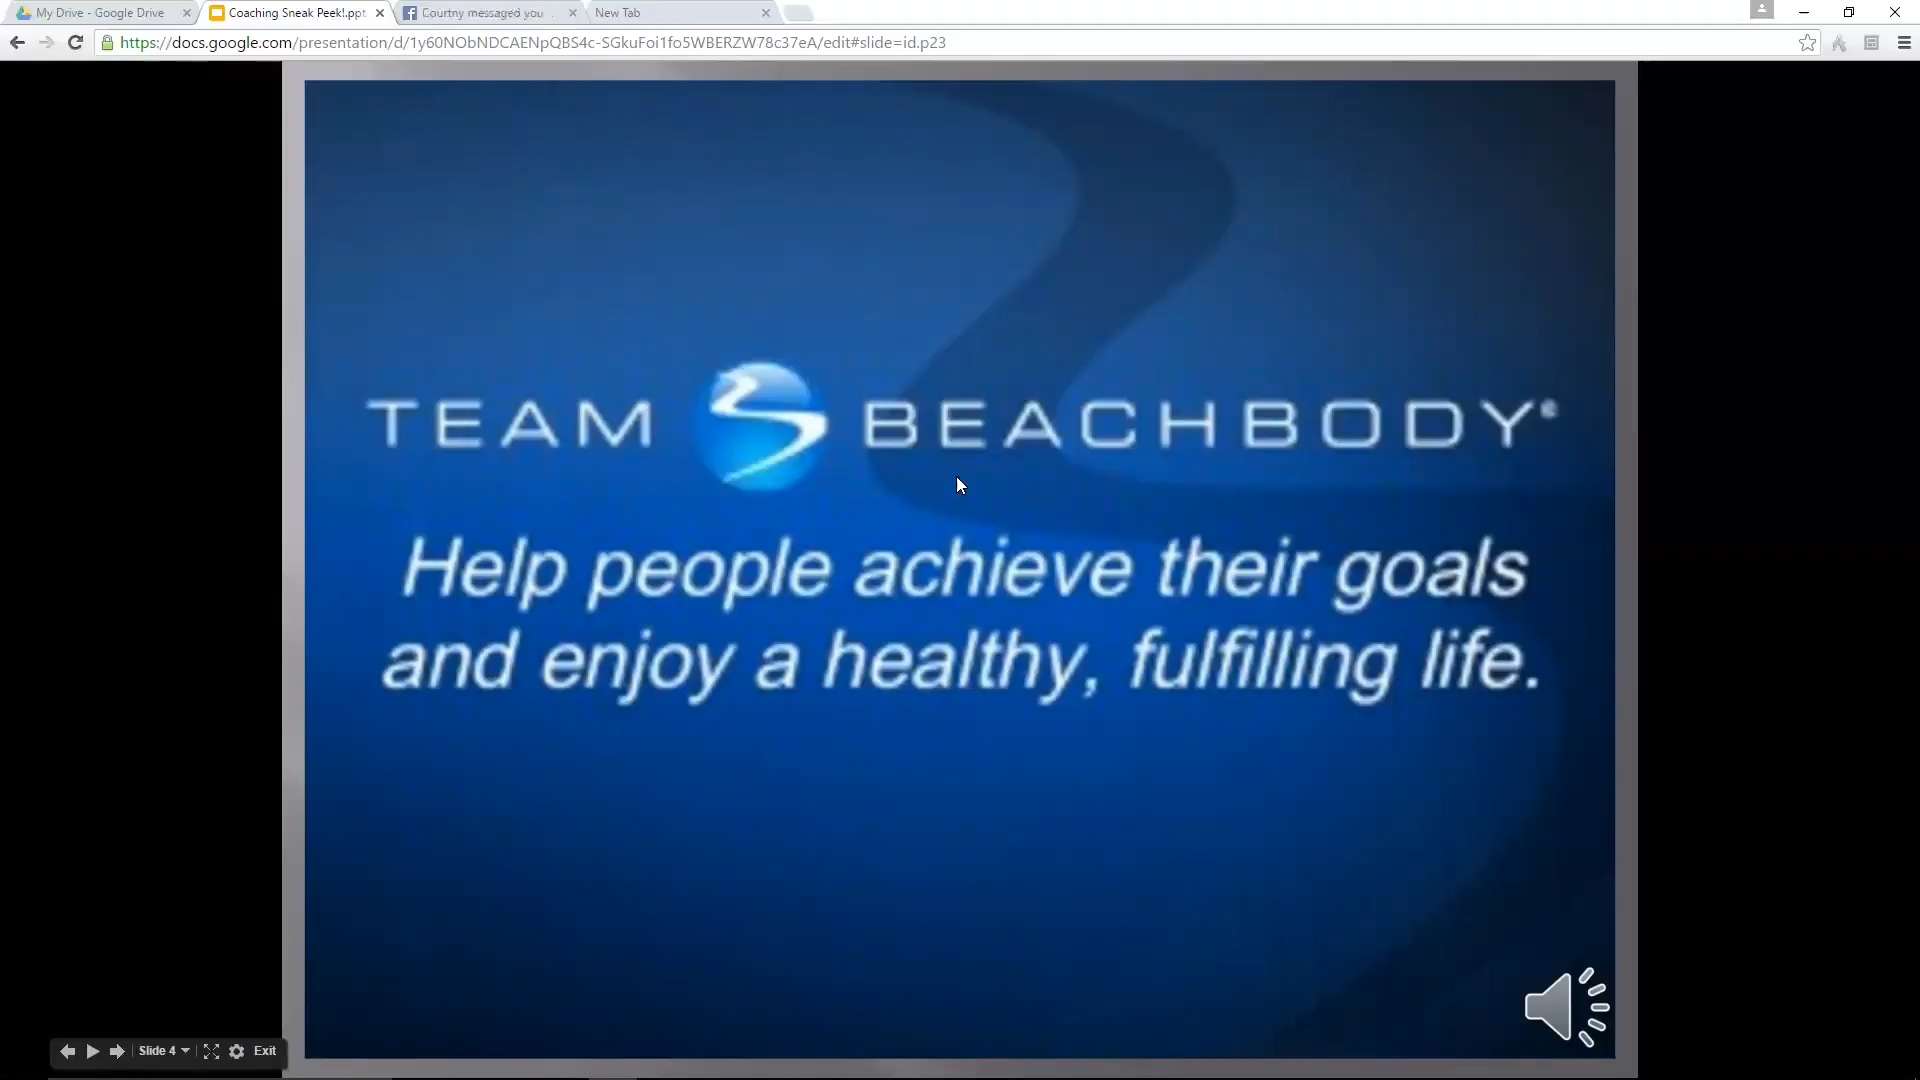 My Drive - Google Drive
Coaching Sneak Peek!.ppt
Courtny messaged you
New Tab
https://docs.google.com/presentation/d/1y60NObNDCAENpQBS4c-SGkuFoi1fo5WBERZW78c37eA/edit#slide=id.p23
TEAM BEACHBODY®
Help people achieve their goals
and enjoy a healthy, fulfilling life.
Slide 4
Exit